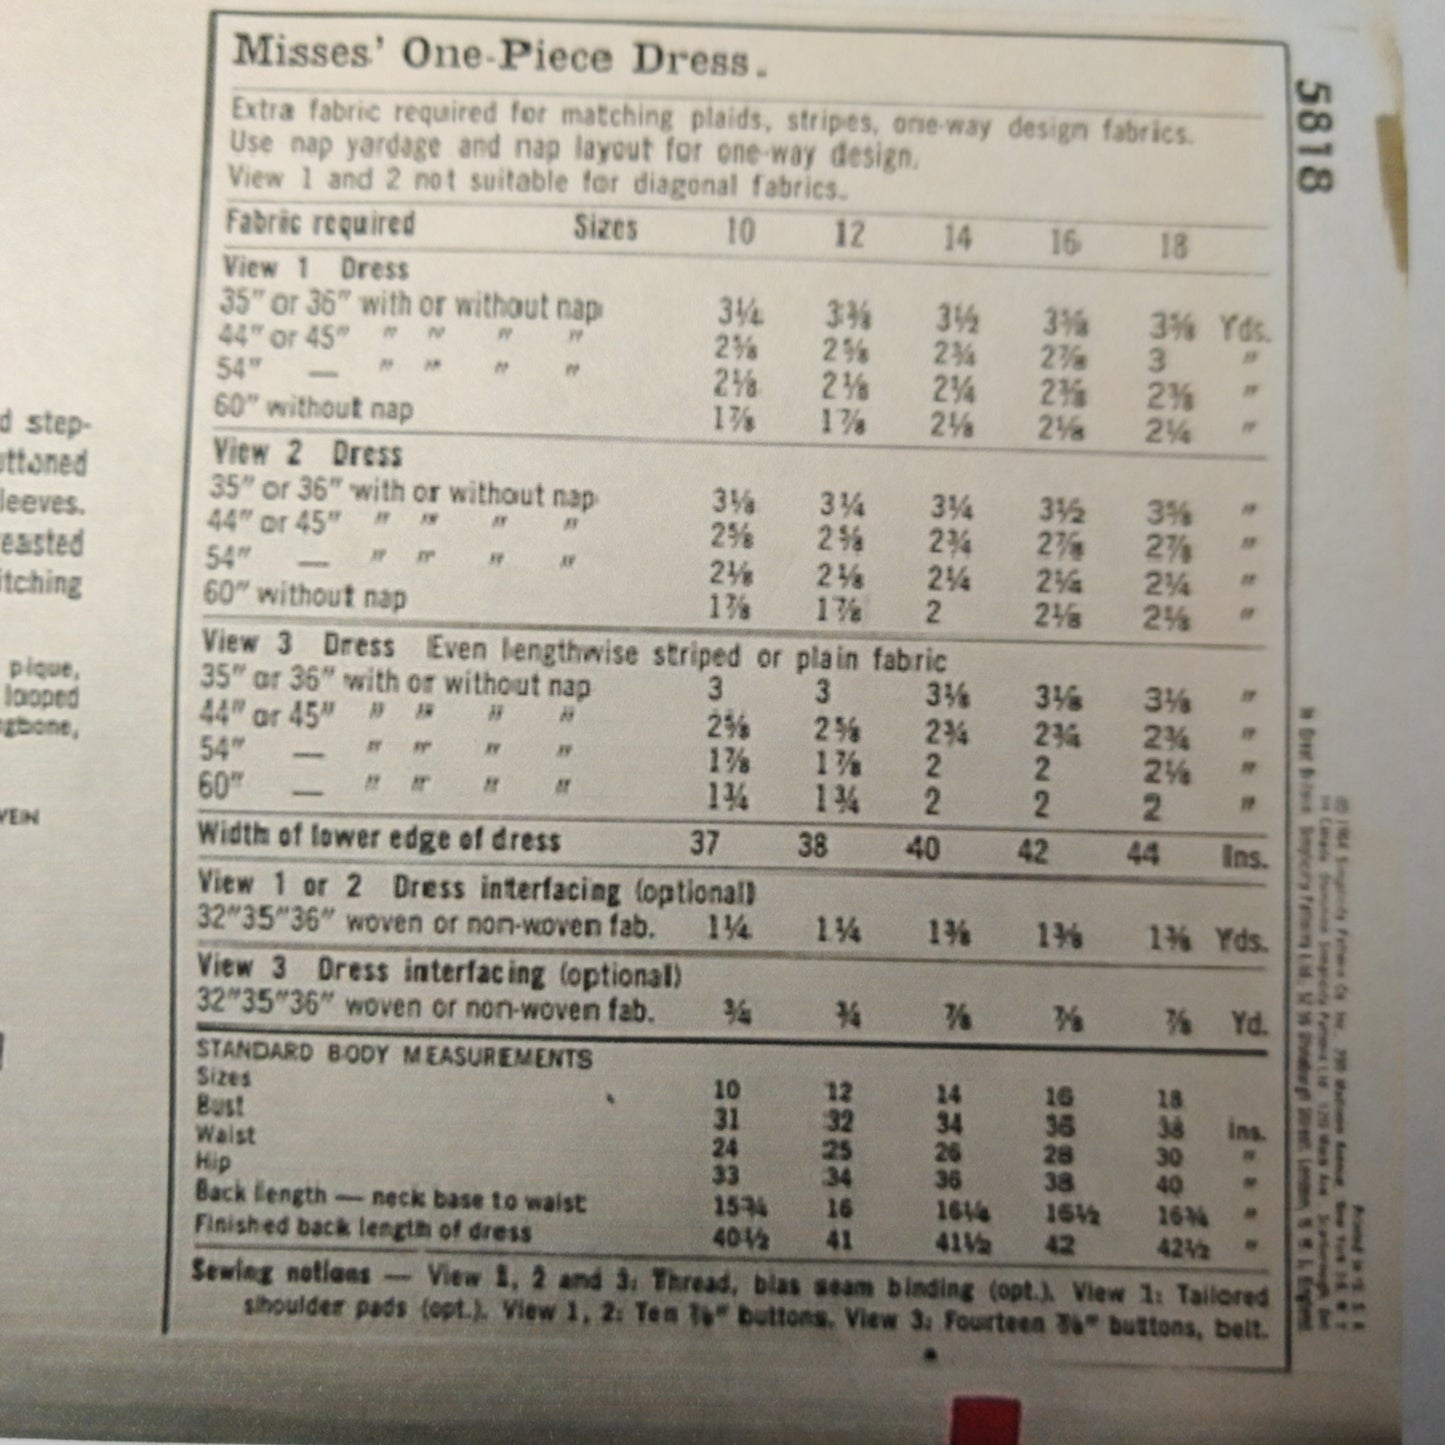 Misses' One-Piece Dress.
Extra fabric required for matching plaids, stripes, one-way design fabrics.
Use nap yardage and nap layout for one-way design.
View 1 and 2 not suitable for diagonal fabrics.
Fabric required Sizes 10 12 14 16 18
View 1 Dress
35" or 36" with or without nap 3¼ 3⅜ 3½ 3⅝ 3⅝ Yds.
44" or 45" " " " " 2⅝ 2⅝ 2¾ 2⅞ 3 "
54" — " " " " 2⅛ 2⅛ 2¼ 2⅜ 2⅜ "
60" without nap 1⅞ 1⅞ 2⅛ 2⅛ 2¼ "
View 2 Dress
35" or 36" with or without nap 3⅛ 3¼ 3¼ 3½ 3⅝ "
44" or 45" " " " " 2⅝ 2⅝ 2¾ 2⅞ 2⅞ "
54" — " " " " 2⅛ 2⅛ 2¼ 2¼ 2¼ "
60" without nap 1⅞ 1⅞ 2 2⅛ 2⅛ "
View 3 Dress Even lengthwise striped or plain fabric
35" or 36" with or without nap 3 3 3⅛ 3⅛ 3⅛ "
44" or 45" " " " " 2⅝ 2⅝ 2¾ 2¾ 2¾ "
54" — " " " " 1⅞ 1⅞ 2 2 2⅛ "
60" — " " " " 1¾ 1¾ 2 2 2 "
Width of lower edge of dress 37 38 40 42 44 Ins.
View 1 or 2 Dress interfacing (optional)
32"35"36" woven or non-woven fab. 1¼ 1¼ 1⅜ 1⅜ 1⅜ Yds.
View 3 Dress interfacing (optional)
32"35"36" woven or non-woven fab. ¾ ¾ ⅞ ⅞ ⅞ Yd.
STANDARD BODY MEASUREMENTS
Sizes 10 12 14 16 18
Bust 31 32 34 36 38 Ins.
Waist 24 25 26 28 30 "
Hip 33 34 36 38 40 "
Back length — neck base to waist 15¾ 16 16¼ 16½ 16¾ "
Finished back length of dress 40½ 41 41½ 42 42½ "
Sewing notions — View 1, 2 and 3: Thread, bias seam binding (opt.). View 1: Tailored
shoulder pads (opt.). View 1, 2: Ten buttons. View 3: Fourteen buttons, belt.
5818
d step-
uttoned
leeves.
easted
itching
pique,
looped
gbone,
VEIN
Printed in U.S.A.